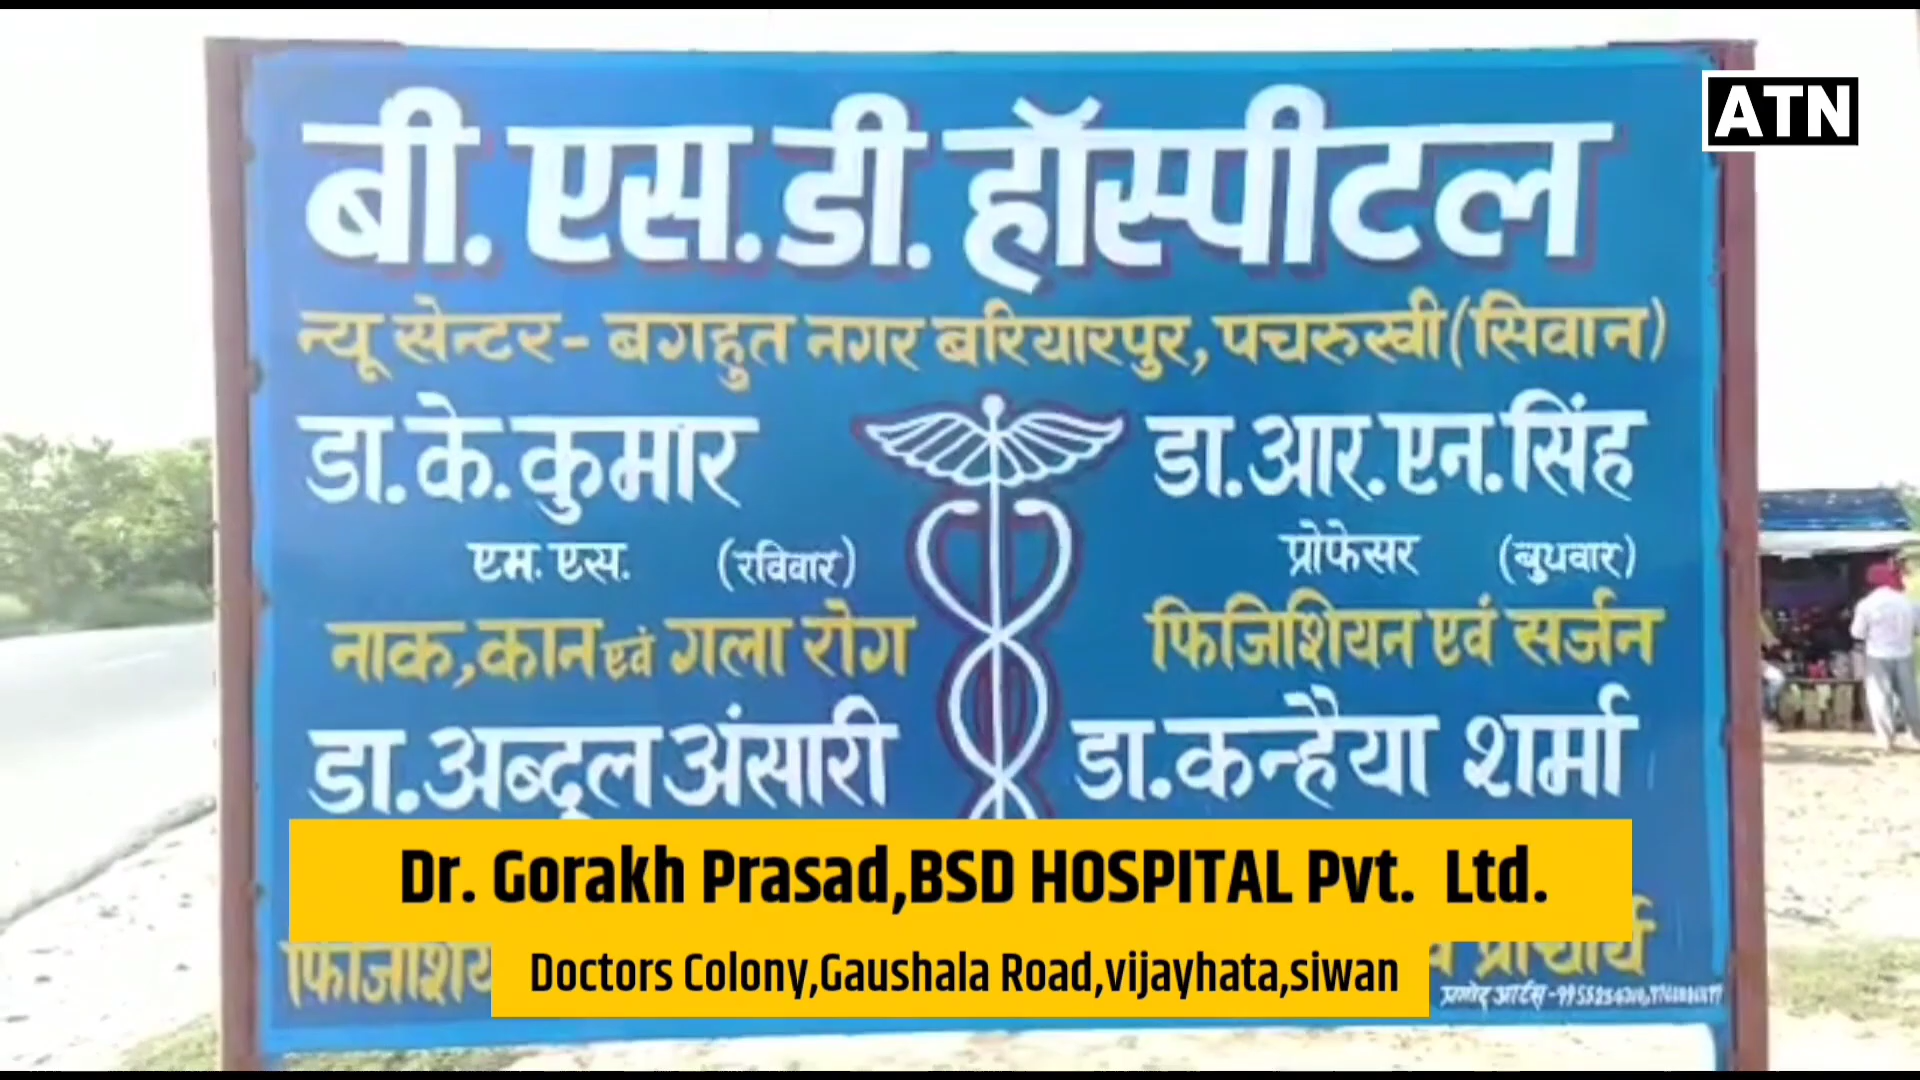 ATN
बी. एस. डी. हॉस्पीटल
न्यू सेन्टर- बगहुत नगर बरियारपुर, पचरुखी (सिवान)
डा. के. कुमार
एम. एस. (रविवार)
नाक, कान एवं गला रोग
डा. आर. एन. सिंह
प्रोफेसर (बुधवार)
फिजिशियन एवं सर्जन
डा. अब्दुल अंसारी
डा. कन्हैया शर्मा
Dr. Gorakh Prasad,BSD HOSPITAL Pvt. Ltd.
Doctors Colony,Gaushala Road,vijayhata,siwan
प्राचार्य
आर्टस-